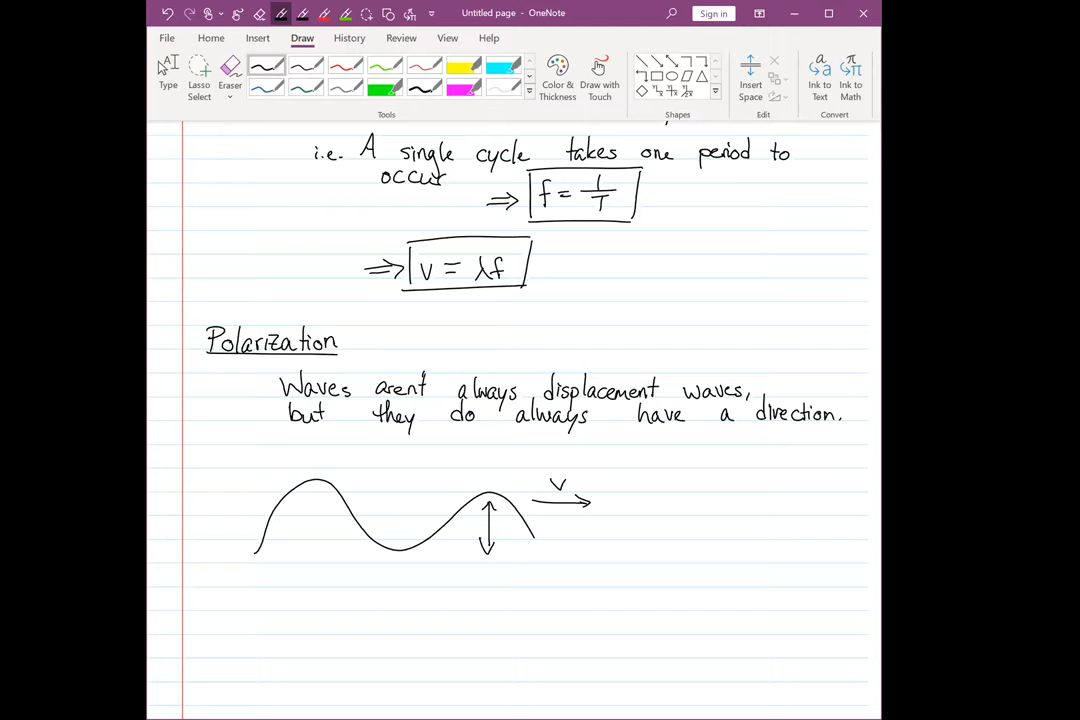 Untitled page - OneNote
Sign in
File Home Insert Draw History Review View Help
Type
Lasso Select
Eraser
Color & Thickness
Draw with Touch
Insert Space
Ink to Text
Ink to Math
Tools
Shapes
Edit
Convert
i.e. A single cycle takes one period to
occur
⇒ f = 1/T
⇒ v = λf
Polarization
Waves aren't always displacement waves,
but they do always have a direction.
v